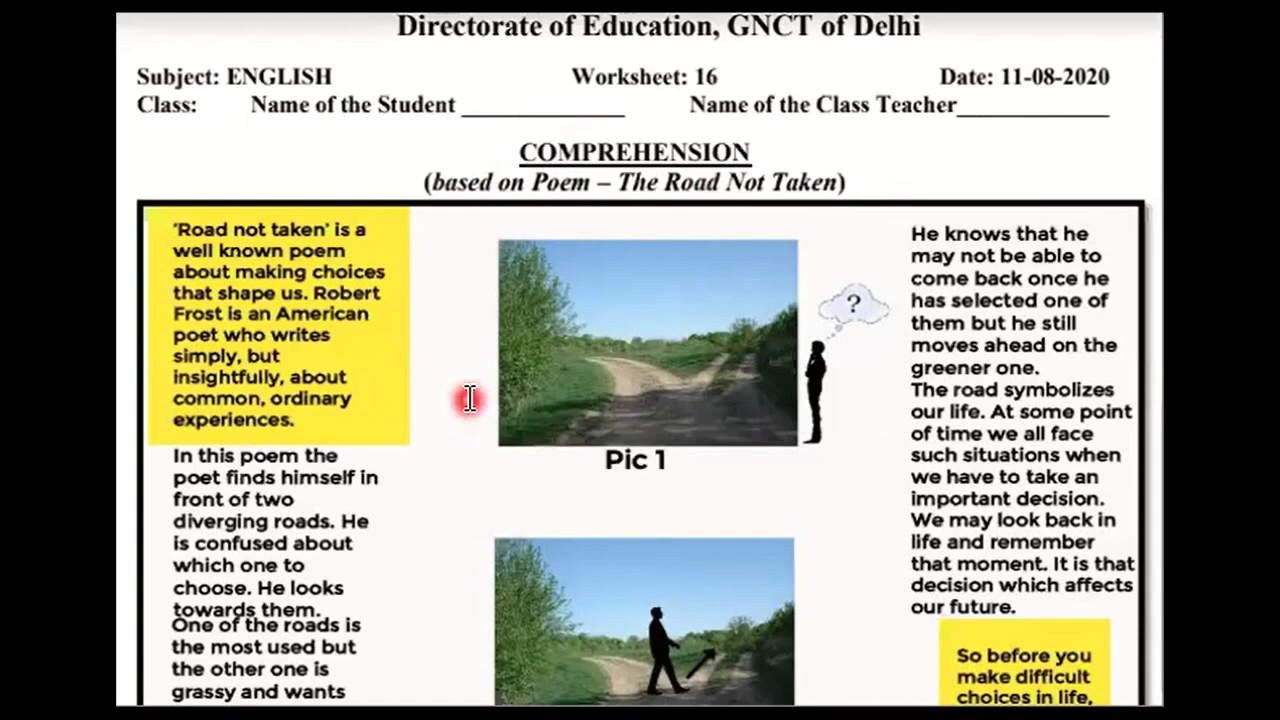 Directorate of Education, GNCT of Delhi
Subject: ENGLISH Worksheet: 16 Date: 11-08-2020
Class: Name of the Student _____________ Name of the Class Teacher____________
COMPREHENSION
(based on Poem – The Road Not Taken)
'Road not taken' is a
well known poem
about making choices
that shape us. Robert
Frost is an American
poet who writes
simply, but
insightfully, about
common, ordinary
experiences.
In this poem the
poet finds himself in
front of two
diverging roads. He
is confused about
which one to
choose. He looks
towards them.
One of the roads is
the most used but
the other one is
grassy and wants
?
Pic 1
He knows that he
may not be able to
come back once he
has selected one of
them but he still
moves ahead on the
greener one.
The road symbolizes
our life. At some point
of time we all face
such situations when
we have to take an
important decision.
We may look back in
life and remember
that moment. It is that
decision which affects
our future.
So before you
make difficult
choices in life,